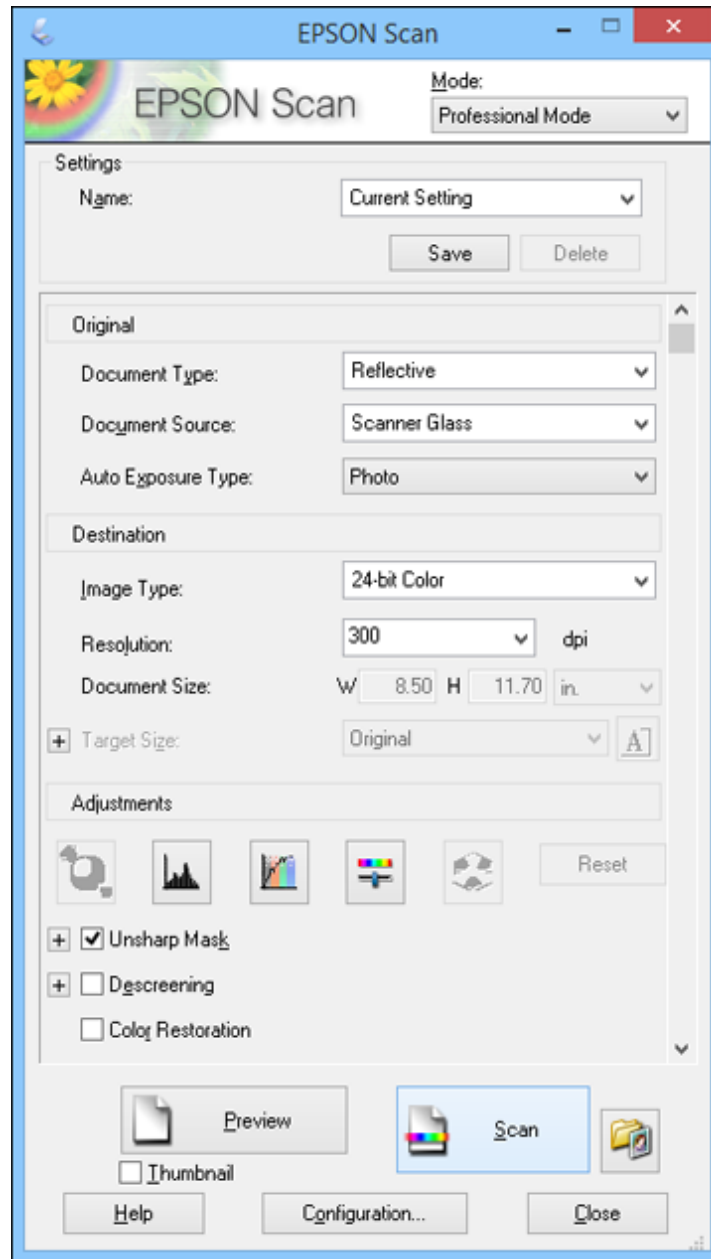 EPSON Scan
EPSON Scan
Mode:
Professional Mode
Settings
Name: Current Setting
Save Delete
Original
Document Type: Reflective
Document Source: Scanner Glass
Auto Exposure Type: Photo
Destination
Image Type: 24-bit Color
Resolution: 300 dpi
Document Size: W 8.50 H 11.70 in.
+ Target Size: Original A
Adjustments
Reset
+ Unsharp Mask
+ Descreening
Color Restoration
Preview Scan
Thumbnail
Help Configuration... Close